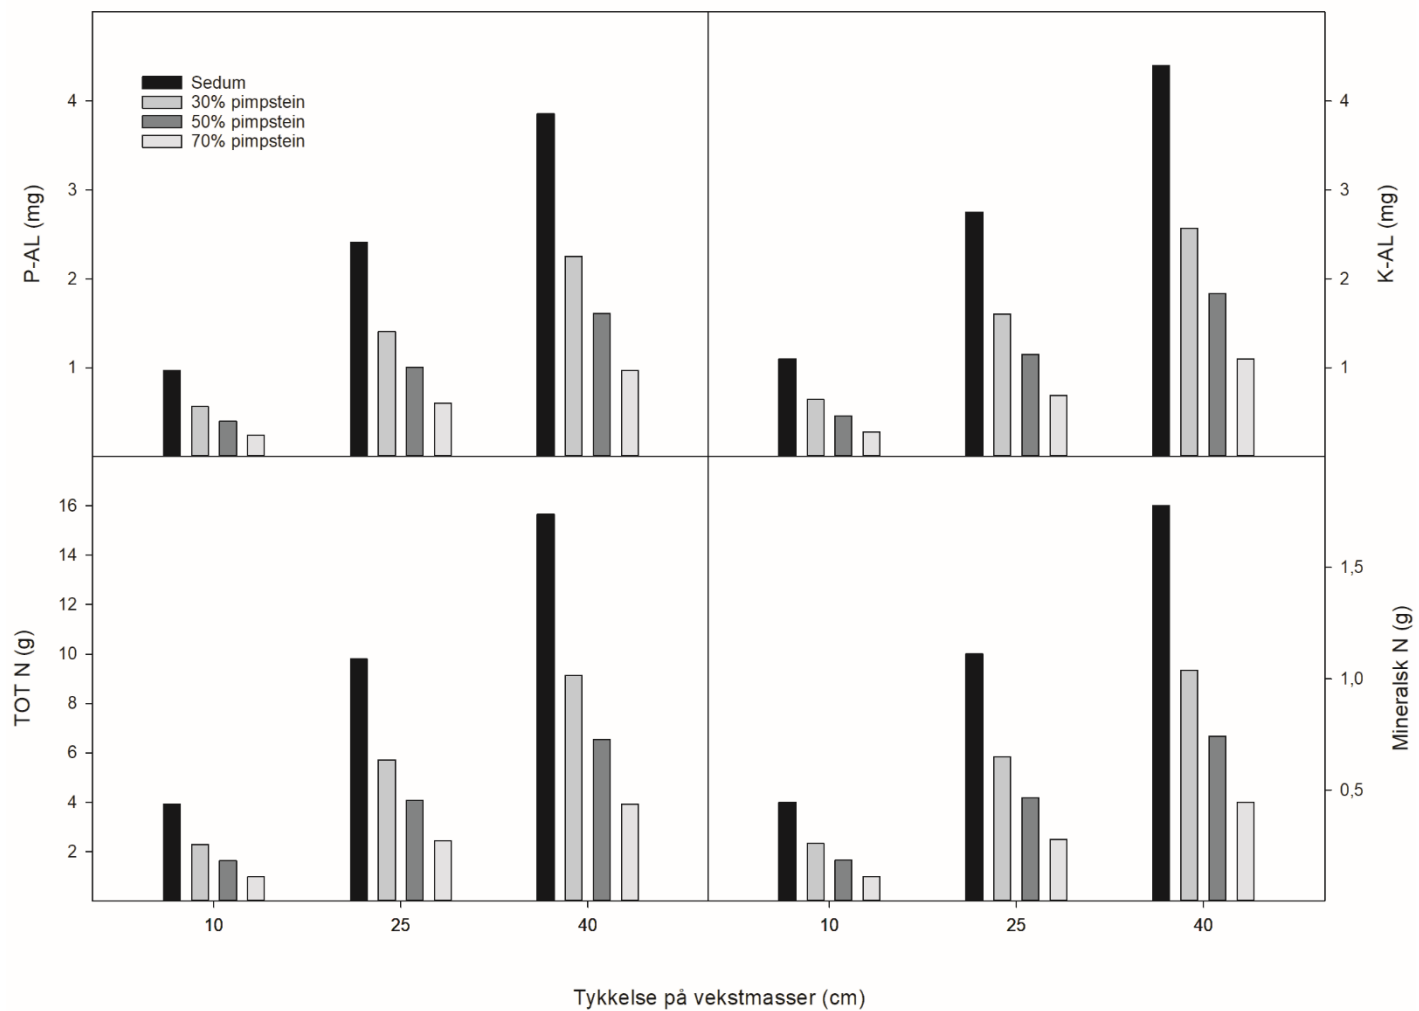 Sedum
30% pimpstein
50% pimpstein
70% pimpstein
P-AL (mg)
4
3
2
1
K-AL (mg)
4
3
2
1
TOT N (g)
16
14
12
10
8
6
4
2
Mineralsk N (g)
1,5
1,0
0,5
10 25 40 10 25 40
Tykkelse på vekstmasser (cm)